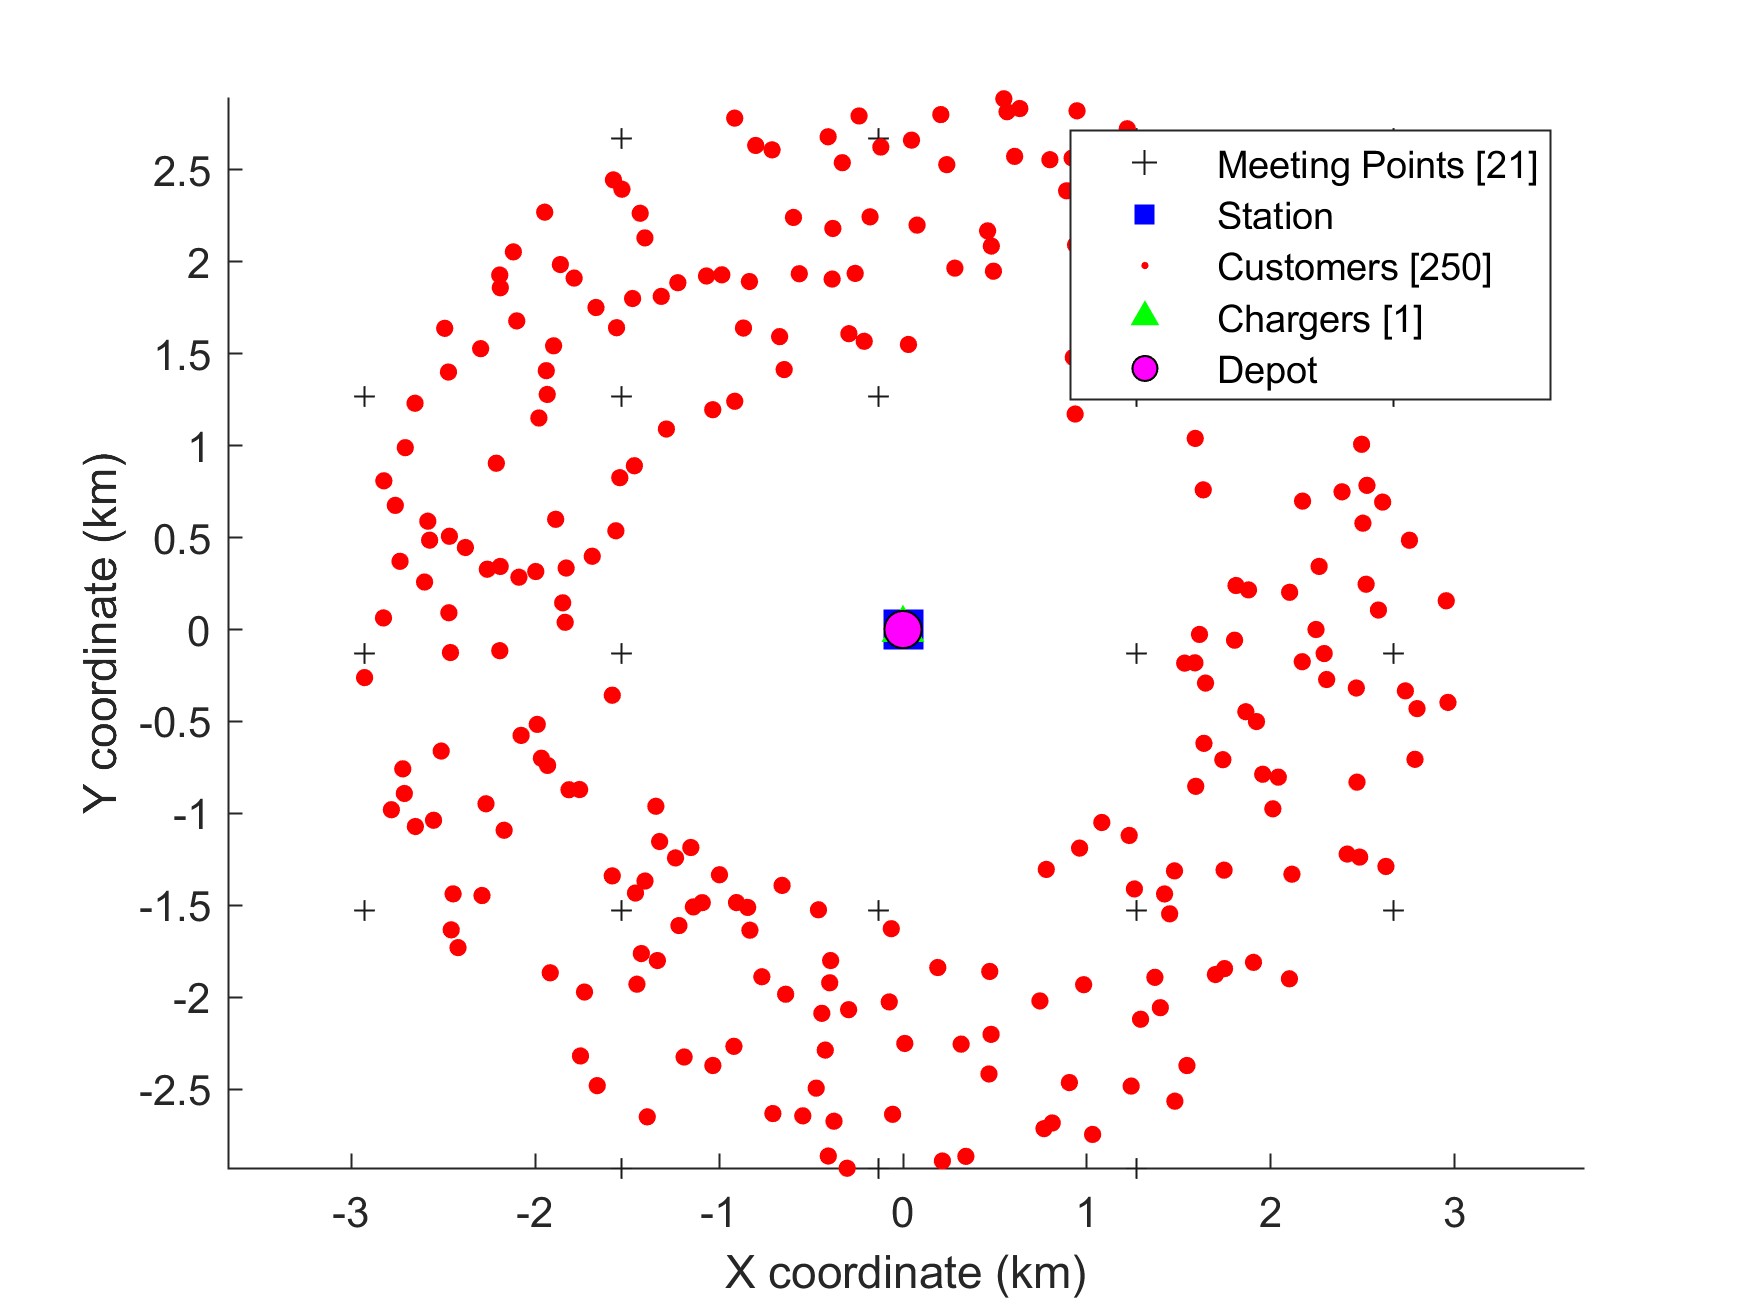 Meeting Points [21]
Station
Customers [250]
Chargers [1]
Depot
2.5
2
1.5
1
0.5
0
-0.5
-1
-1.5
-2
-2.5
Y coordinate (km)
-3 -2 -1 0 1 2 3
X coordinate (km)